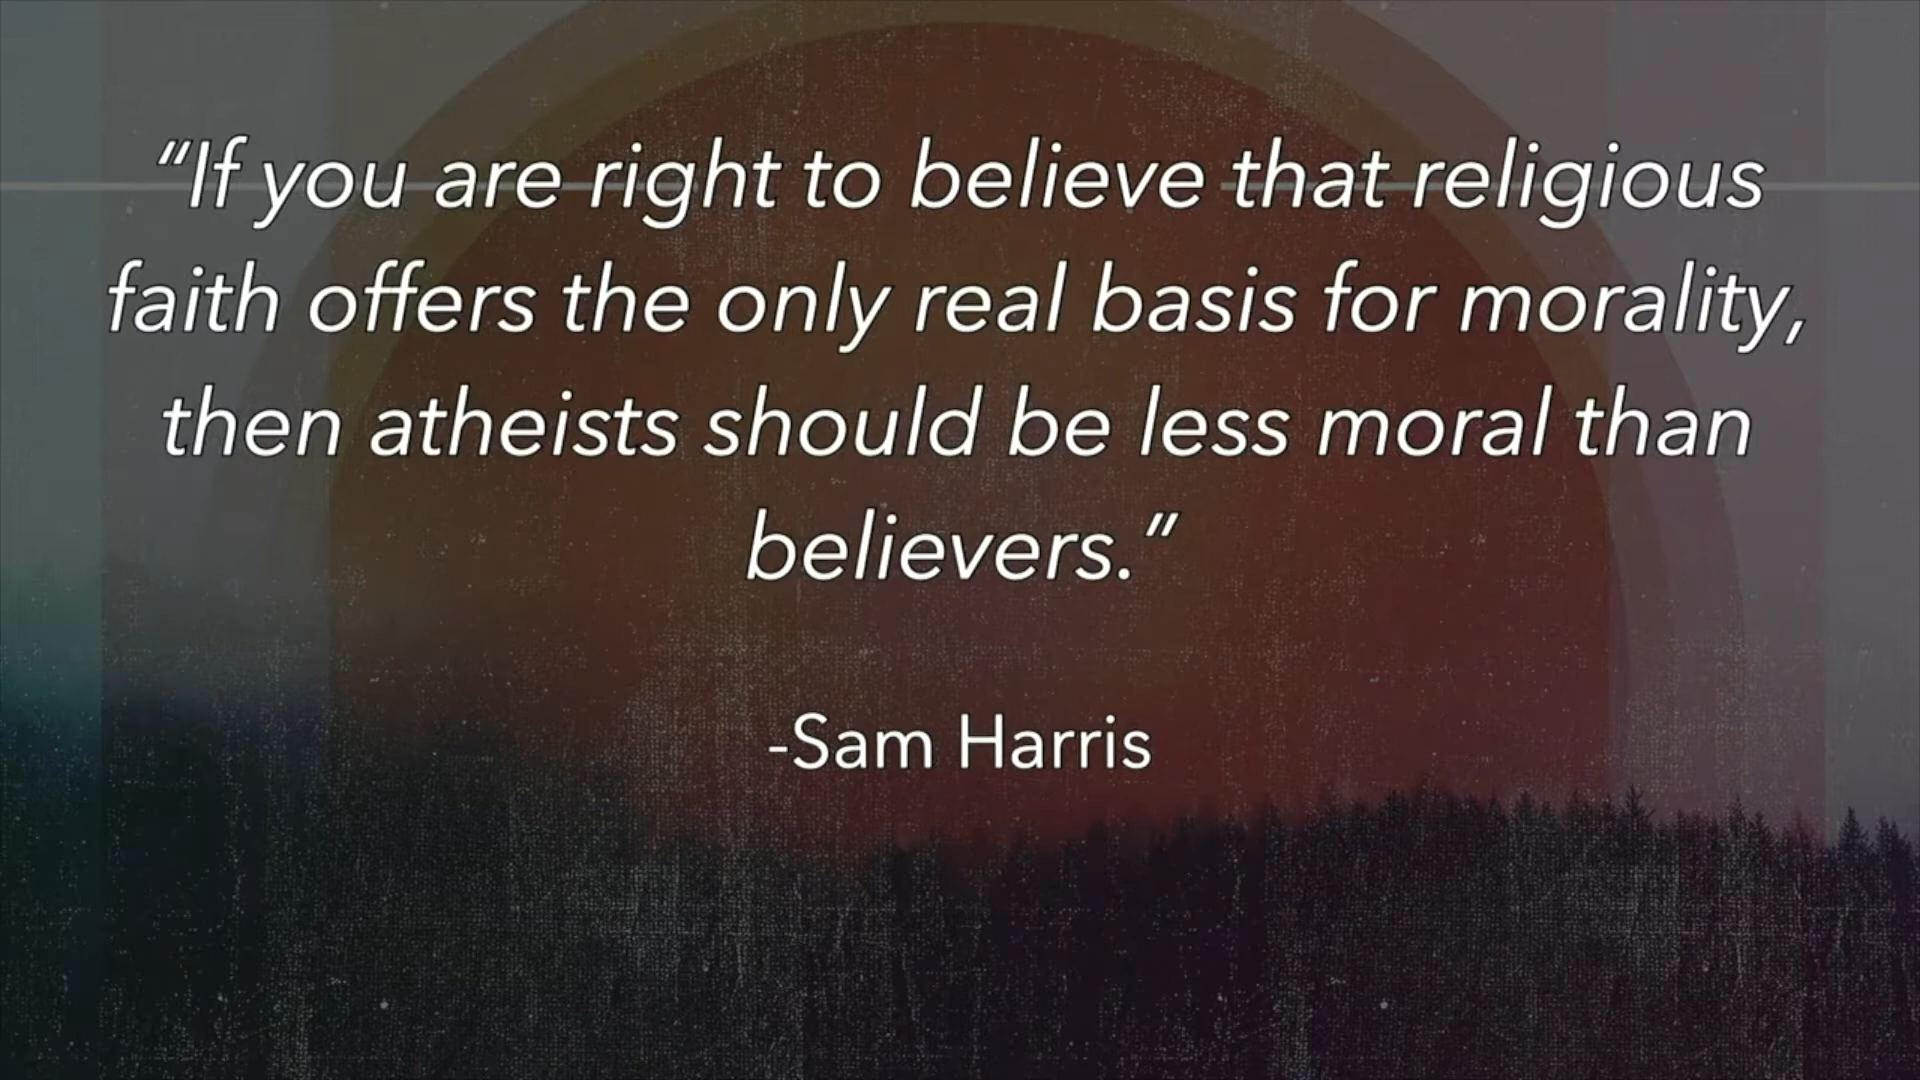 “If you are right to believe that religious
faith offers the only real basis for morality,
then atheists should be less moral than
believers.”
-Sam Harris